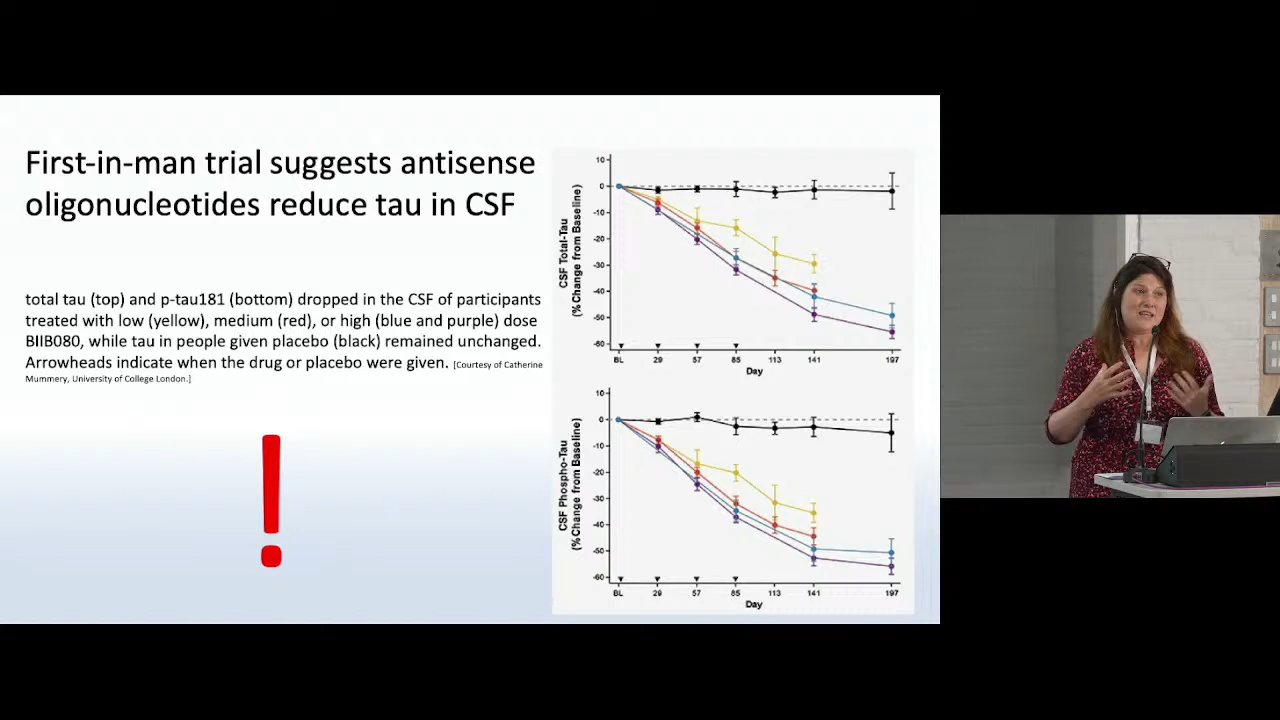 First-in-man trial suggests antisense
oligonucleotides reduce tau in CSF
total tau (top) and p-tau181 (bottom) dropped in the CSF of participants
treated with low (yellow), medium (red), or high (blue and purple) dose
BIIB080, while tau in people given placebo (black) remained unchanged.
Arrowheads indicate when the drug or placebo were given. [Courtesy of Catherine
Mummery, University of College London.]
!
CSF Total-Tau
(%Change from Baseline)
10
0
-10
-20
-30
-40
-50
-60
BL 29 57 85 113 141 197
Day
CSF Phospho-Tau
(%Change from Baseline)
10
0
-10
-20
-30
-40
-50
-60
BL 29 57 85 113 141 197
Day